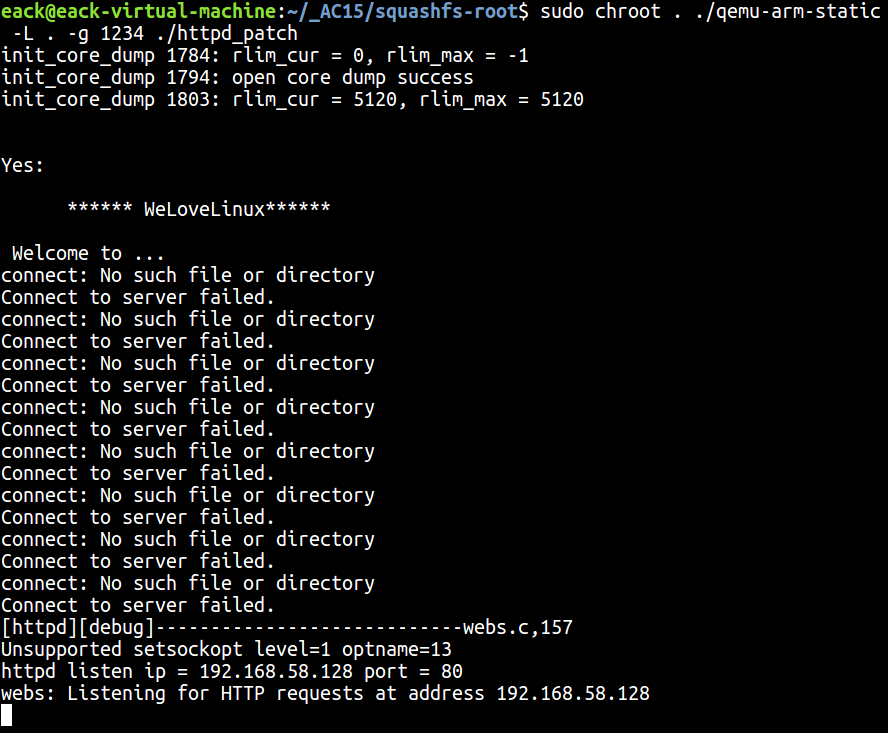 eack@eack-virtual-machine:~/_AC15/squashfs-root$ sudo chroot . ./qemu-arm-static
 -L . -g 1234 ./httpd_patch
init_core_dump 1784: rlim_cur = 0, rlim_max = -1
init_core_dump 1794: open core dump success
init_core_dump 1803: rlim_cur = 5120, rlim_max = 5120
Yes:
      ****** WeLoveLinux******
 Welcome to ...
connect: No such file or directory
Connect to server failed.
connect: No such file or directory
Connect to server failed.
connect: No such file or directory
Connect to server failed.
connect: No such file or directory
Connect to server failed.
connect: No such file or directory
Connect to server failed.
connect: No such file or directory
Connect to server failed.
connect: No such file or directory
Connect to server failed.
connect: No such file or directory
Connect to server failed.
[httpd][debug]----------------------------webs.c,157
Unsupported setsockopt level=1 optname=13
httpd listen ip = 192.168.58.128 port = 80
webs: Listening for HTTP requests at address 192.168.58.128